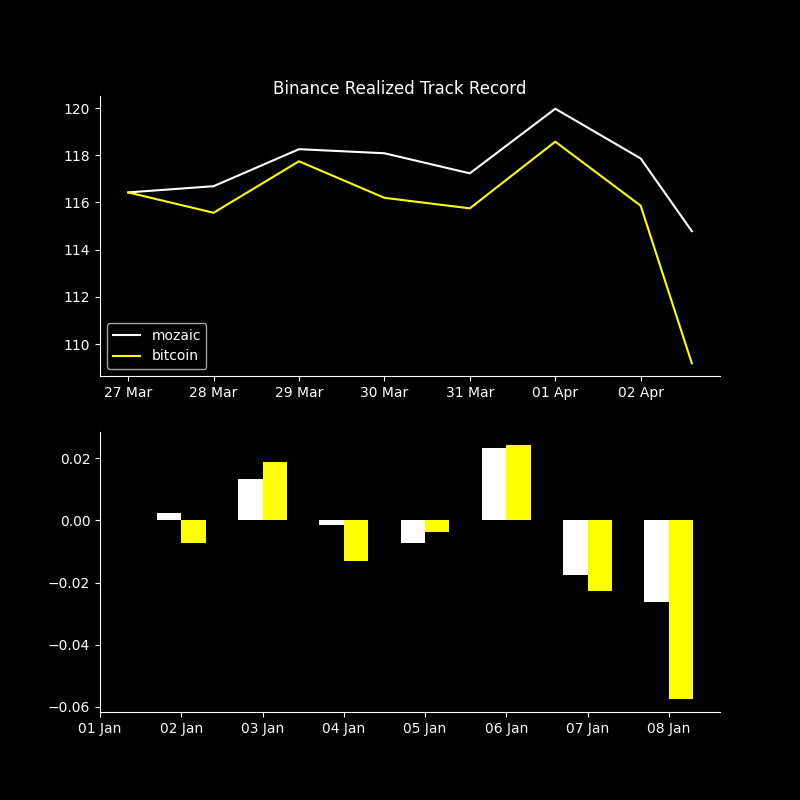 Binance Realized Track Record
120
118
116
114
112
110
mozaic
bitcoin
27 Mar 28 Mar 29 Mar 30 Mar 31 Mar 01 Apr 02 Apr
0.02
0.00
−0.02
−0.04
−0.06
01 Jan 02 Jan 03 Jan 04 Jan 05 Jan 06 Jan 07 Jan 08 Jan